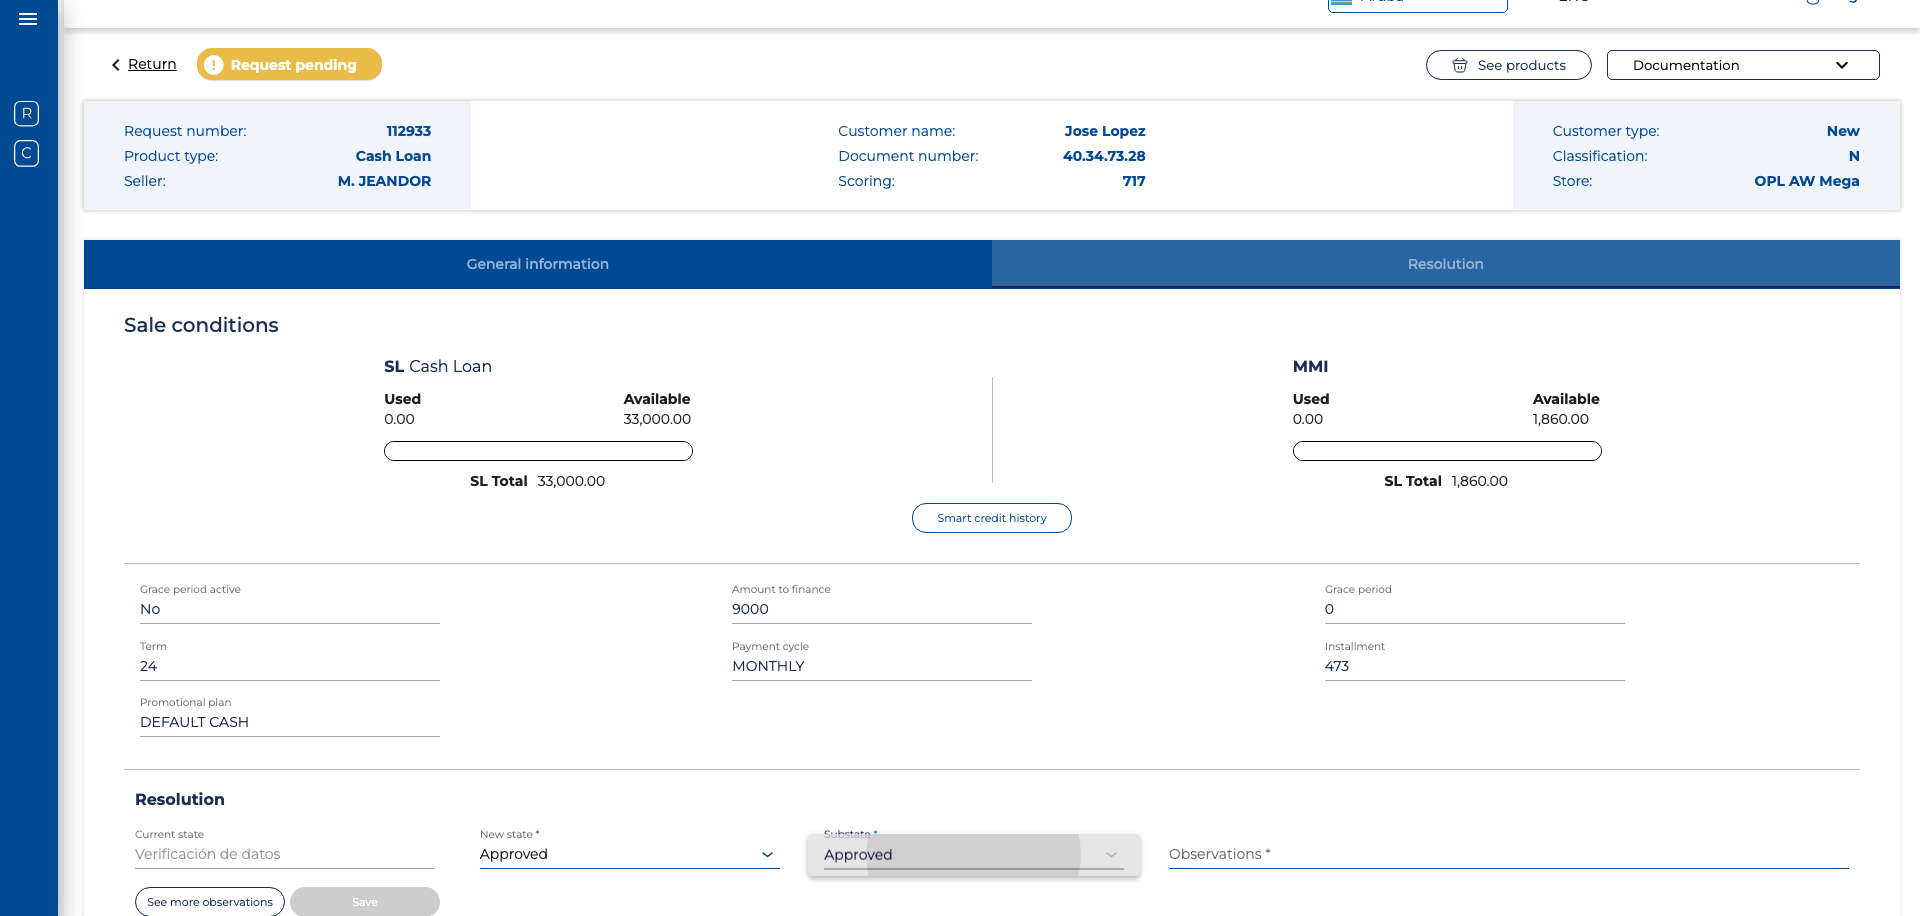 Return
Request pending
See products
Documentation
R
C
Request number: 112933
Product type: Cash Loan
Seller: M. JEANDOR
Customer name: Jose Lopez
Document number: 40.34.73.28
Scoring: 717
Customer type: New
Classification: N
Store: OPL AW Mega
General information
Resolution
Sale conditions
SL Cash Loan
Used Available
0.00 33,000.00
SL Total 33,000.00
MMI
Used Available
0.00 1,860.00
SL Total 1,860.00
Smart credit history
Grace period active
No
Amount to finance
9000
Grace period
0
Term
24
Payment cycle
MONTHLY
Installment
473
Promotional plan
DEFAULT CASH
Resolution
Current state
Verificación de datos
New state *
Approved
Substate *
Approved
Observations *
See more observations
Save